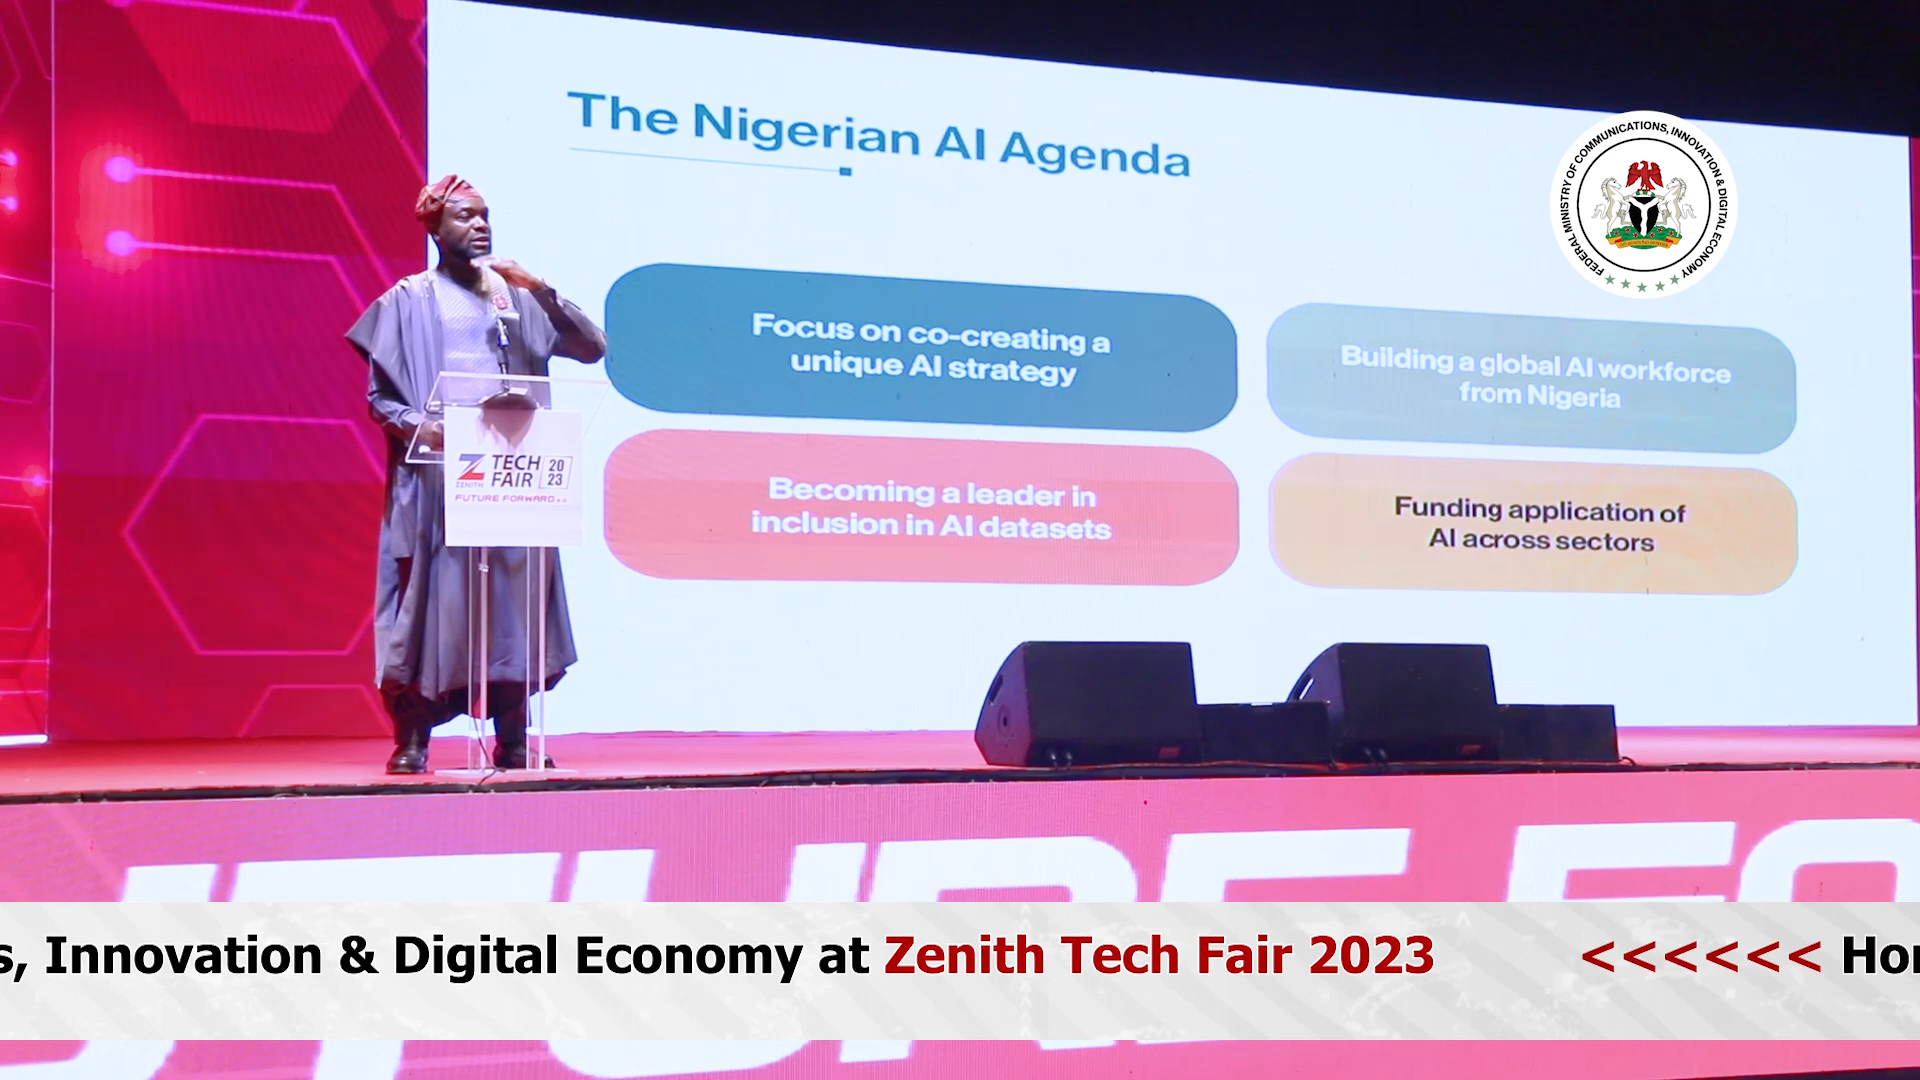 The Nigerian AI Agenda
FEDERAL MINISTRY OF COMMUNICATIONS, INNOVATION & DIGITAL ECONOMY
Focus on co-creating a
unique AI strategy
Building a global AI workforce
from Nigeria
Becoming a leader in
inclusion in AI datasets
Funding application of
AI across sectors
Z TECH 20
ZENITH FAIR 23
FUTURE FORWARD
UTURE FO
s, Innovation & Digital Economy at Zenith Tech Fair 2023 <<<<<< Hon